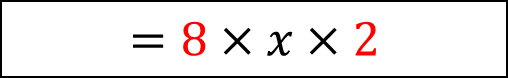 = 8 × x × 2